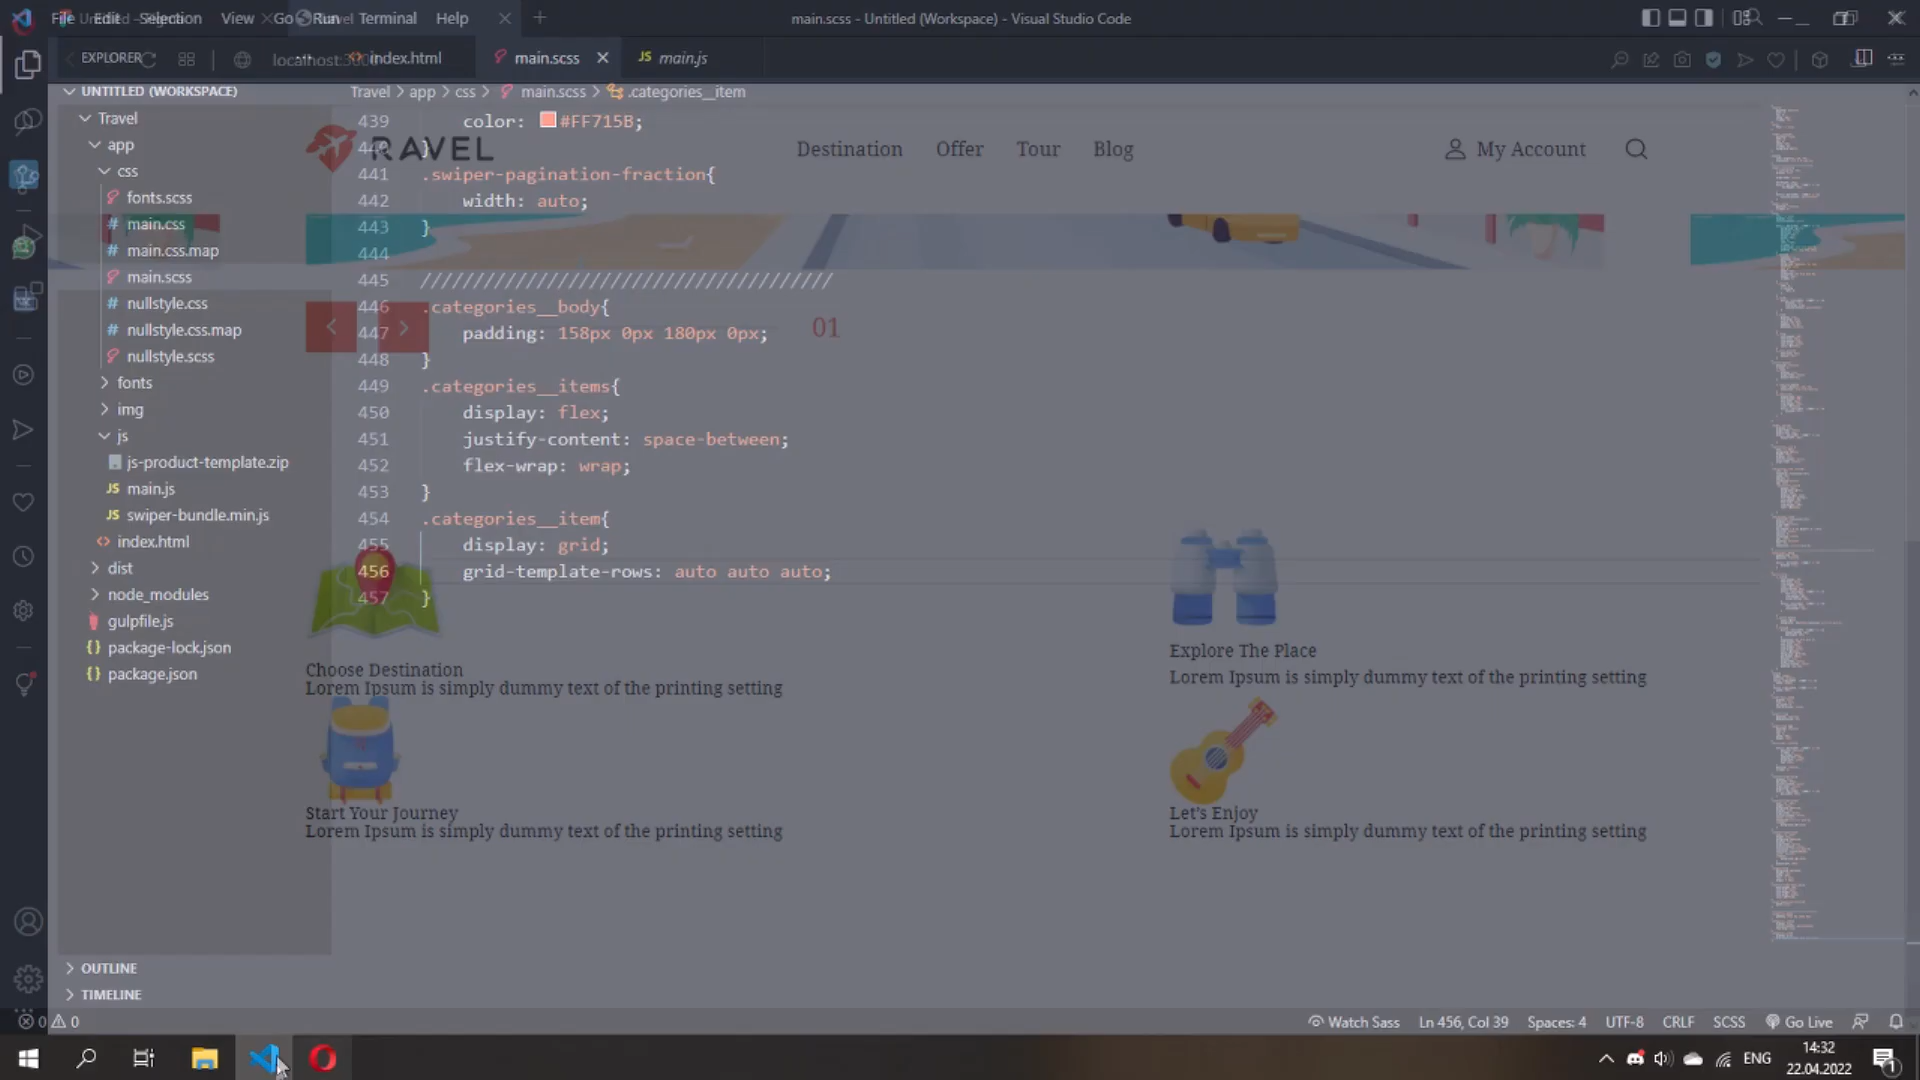 File Edit Selection View Go Run Terminal Help
main.scss - Untitled (Workspace) - Visual Studio Code
EXPLORER
localhost:3000
index.html
main.scss
JS main.js
UNTITLED (WORKSPACE)
Travel > app > css > main.scss > .categories__item
Travel
app
css
fonts.scss
# main.css
# main.css.map
main.scss
# nullstyle.css
# nullstyle.css.map
nullstyle.scss
fonts
img
js
js-product-template.zip
JS main.js
JS swiper-bundle.min.js
<> index.html
dist
node_modules
gulpfile.js
{} package-lock.json
{} package.json
OUTLINE
TIMELINE
439 color: #FF715B;
440 }
441 .swiper-pagination-fraction{
442 width: auto;
443 }
444
445 ///////////////////////////////////////
446 .categories__body{
447 padding: 158px 0px 180px 0px;
448 }
449 .categories__items{
450 display: flex;
451 justify-content: space-between;
452 flex-wrap: wrap;
453 }
454 .categories__item{
455 display: grid;
456 grid-template-rows: auto auto auto;
457 }
RAVEL
Destination Offer Tour Blog
My Account
01
Choose Destination
Lorem Ipsum is simply dummy text of the printing setting
Explore The Place
Lorem Ipsum is simply dummy text of the printing setting
Start Your Journey
Lorem Ipsum is simply dummy text of the printing setting
Let's Enjoy
Lorem Ipsum is simply dummy text of the printing setting
0 0
Watch Sass Ln 456, Col 39 Spaces: 4 UTF-8 CRLF SCSS Go Live
ENG
14:32
22.04.2022
1